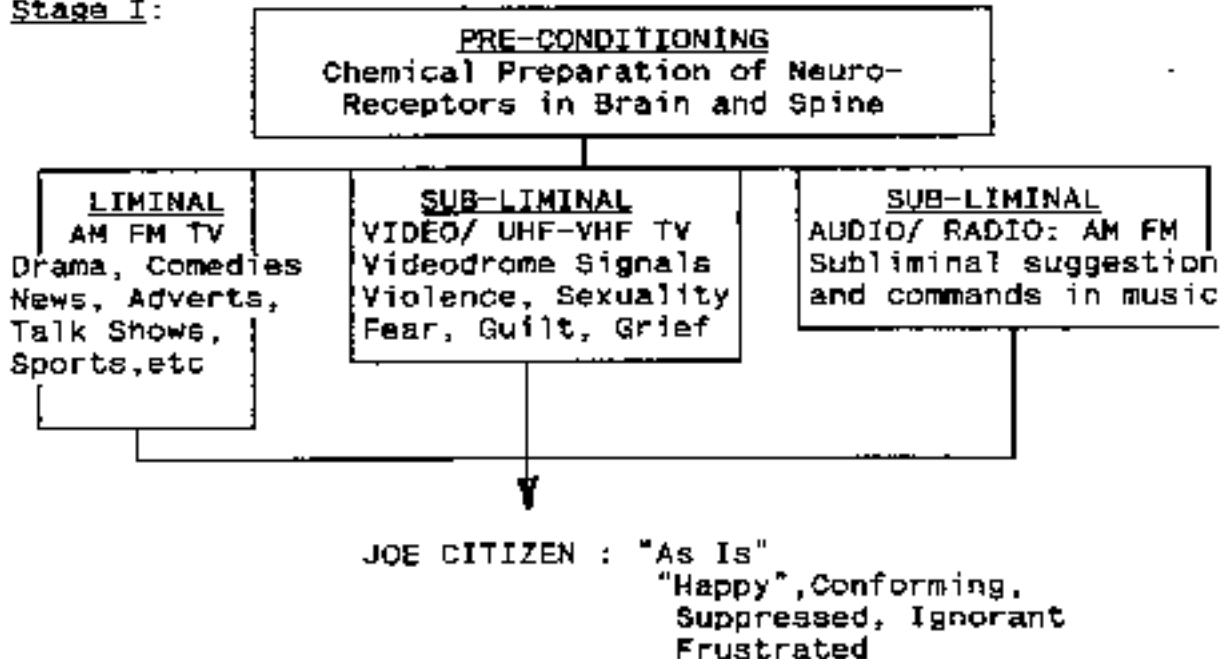 Stage I:
PRE-CONDITIONING
Chemical Preparation of Neuro-
Receptors in Brain and Spine
LIMINAL
AM FM TV
Drama, Comedies
News, Adverts,
Talk Shows,
Sports,etc
SUB-LIMINAL
VIDEO/ UHF-VHF TV
Videodrome Signals
Violence, Sexuality
Fear, Guilt, Grief
SUB-LIMINAL
AUDIO/ RADIO: AM FM
Subliminal suggestion
and commands in music
JOE CITIZEN : "As Is"
"Happy",Conforming,
Suppressed, Ignorant
Frustrated